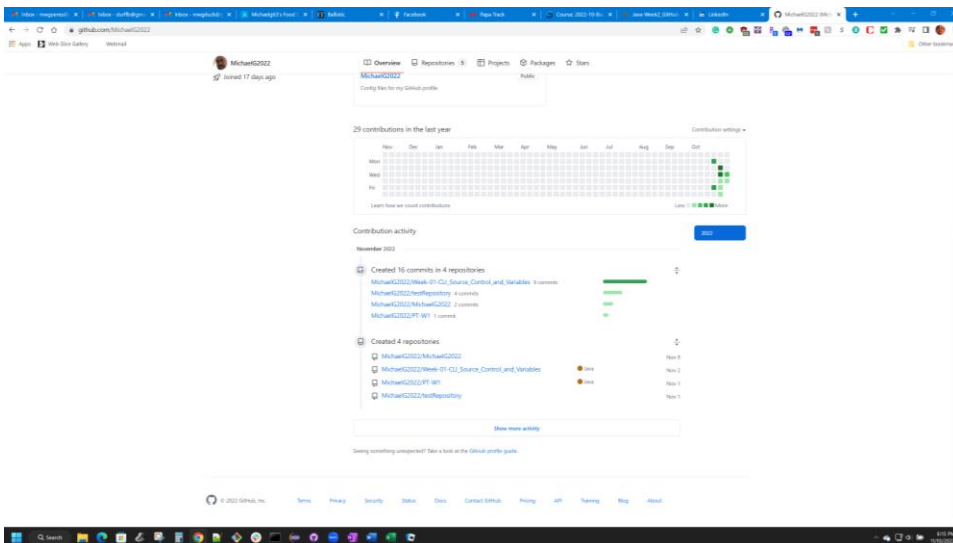 Facebook
Papa Track
LinkedIn
github.com/MichaelG2022
Apps Web Slice Gallery Webmail
Other bookmarks
MichaelG2022
Joined 17 days ago
Overview Repositories 5 Projects Packages Stars
MichaelG2022 Public
Config files for my GitHub profile.
29 contributions in the last year
Contribution settings
Nov Dec Jan Feb Mar Apr May Jun Jul Aug Sep Oct
Mon
Wed
Fri
Learn how we count contributions
Less More
Contribution activity
2022
November 2022
Created 16 commits in 4 repositories
MichaelG2022/Week-01-CLI_Source_Control_and_Variables 9 commits
MichaelG2022/testRepository 4 commits
MichaelG2022/MichaelG2022 2 commits
MichaelG2022/PT-W1 1 commit
Created 4 repositories
MichaelG2022/MichaelG2022
MichaelG2022/Week-01-CLI_Source_Control_and_Variables Java Nov 2
MichaelG2022/PT-W1 Java Nov 1
MichaelG2022/testRepository Nov 1
Show more activity
Seeing something unexpected? Take a look at the GitHub profile guide.
© 2022 GitHub, Inc. Terms Privacy Security Status Docs Contact GitHub Pricing API Training Blog About
Search